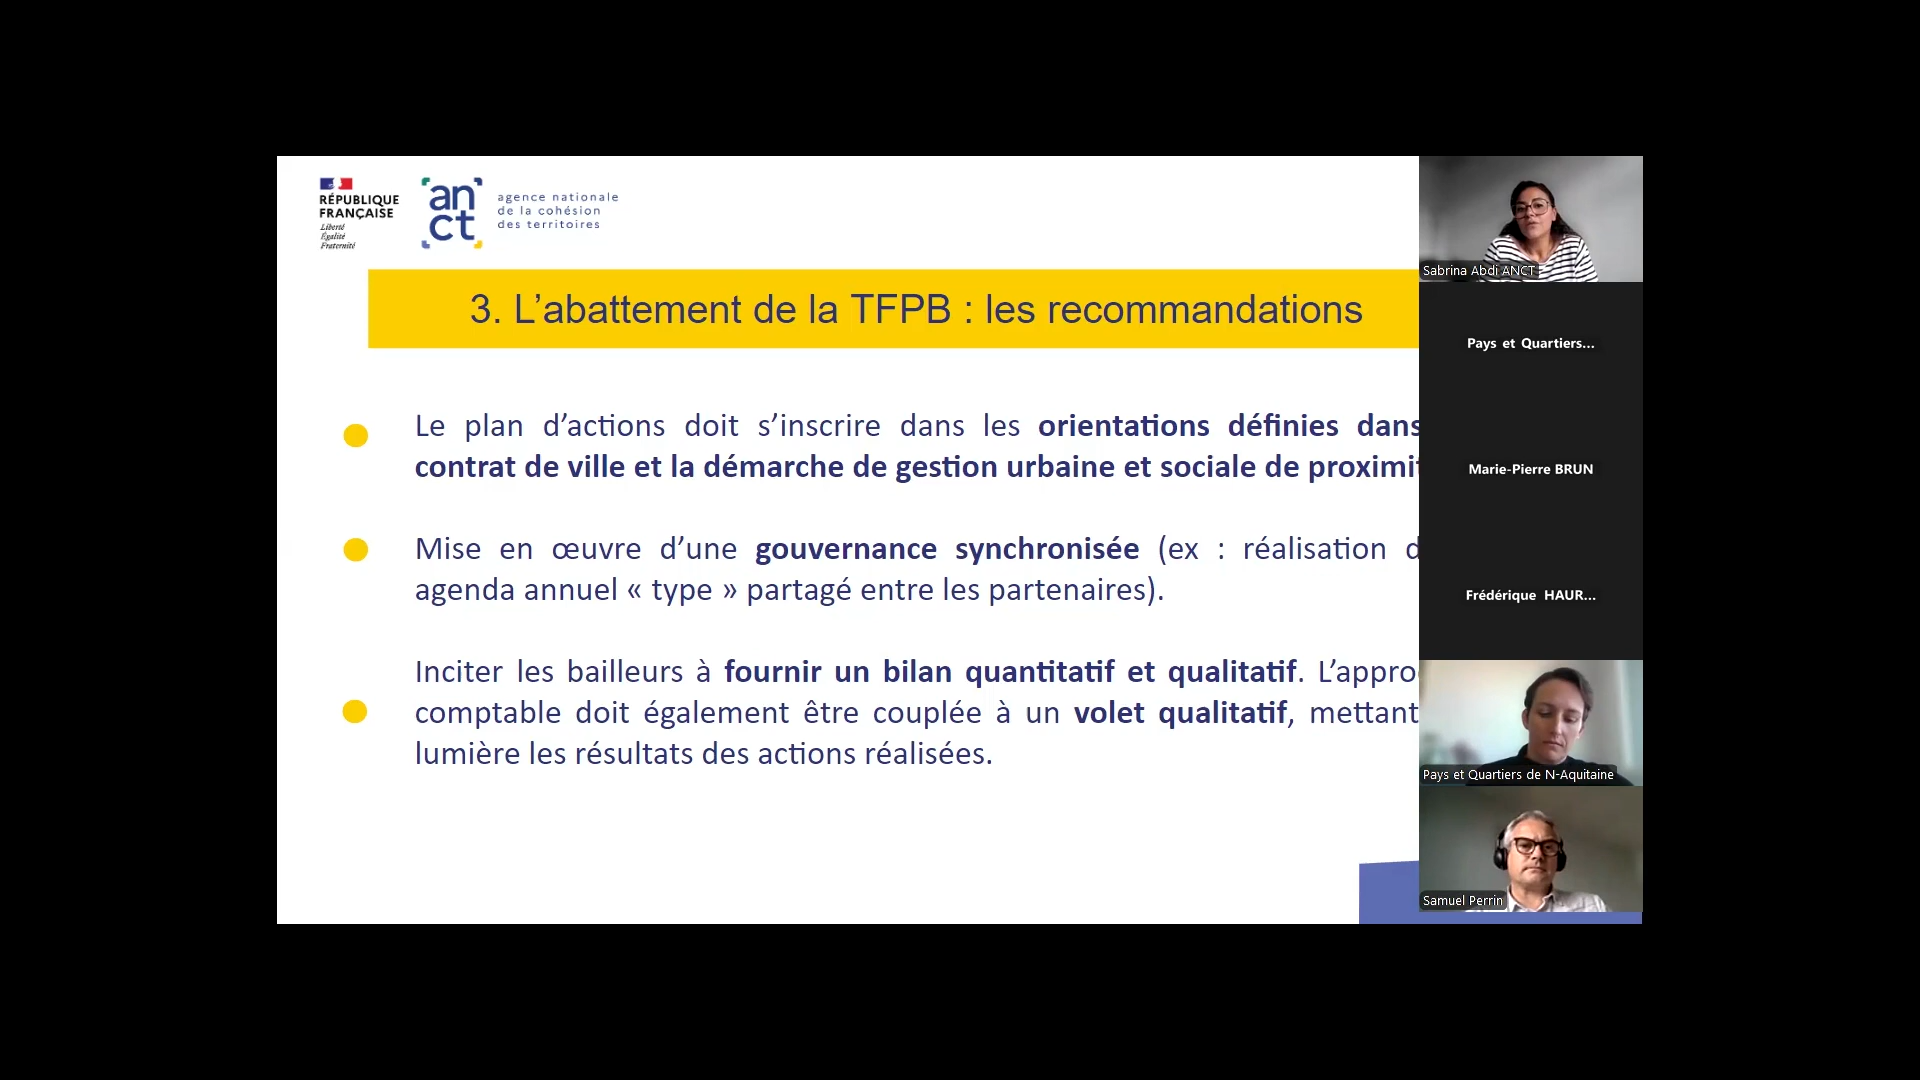 RÉPUBLIQUE
FRANÇAISE
Liberté
Égalité
Fraternité
an
ct
agence nationale
de la cohésion
des territoires
3. L’abattement de la TFPB : les recommandations
Le plan d’actions doit s’inscrire dans les orientations définies dans
contrat de ville et la démarche de gestion urbaine et sociale de proximi
Mise en œuvre d’une gouvernance synchronisée (ex : réalisation d
agenda annuel « type » partagé entre les partenaires).
Inciter les bailleurs à fournir un bilan quantitatif et qualitatif. L’appro
comptable doit également être couplée à un volet qualitatif, mettant
lumière les résultats des actions réalisées.
Sabrina Abdi ANCT
Pays et Quartiers...
Marie-Pierre BRUN
Frédérique HAUR...
Pays et Quartiers de N-Aquitaine
Samuel Perrin